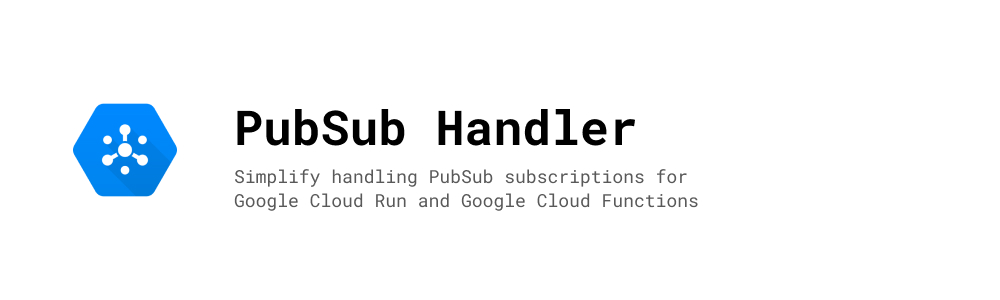 PubSub Handler
Simplify handling PubSub subscriptions for
Google Cloud Run and Google Cloud Functions